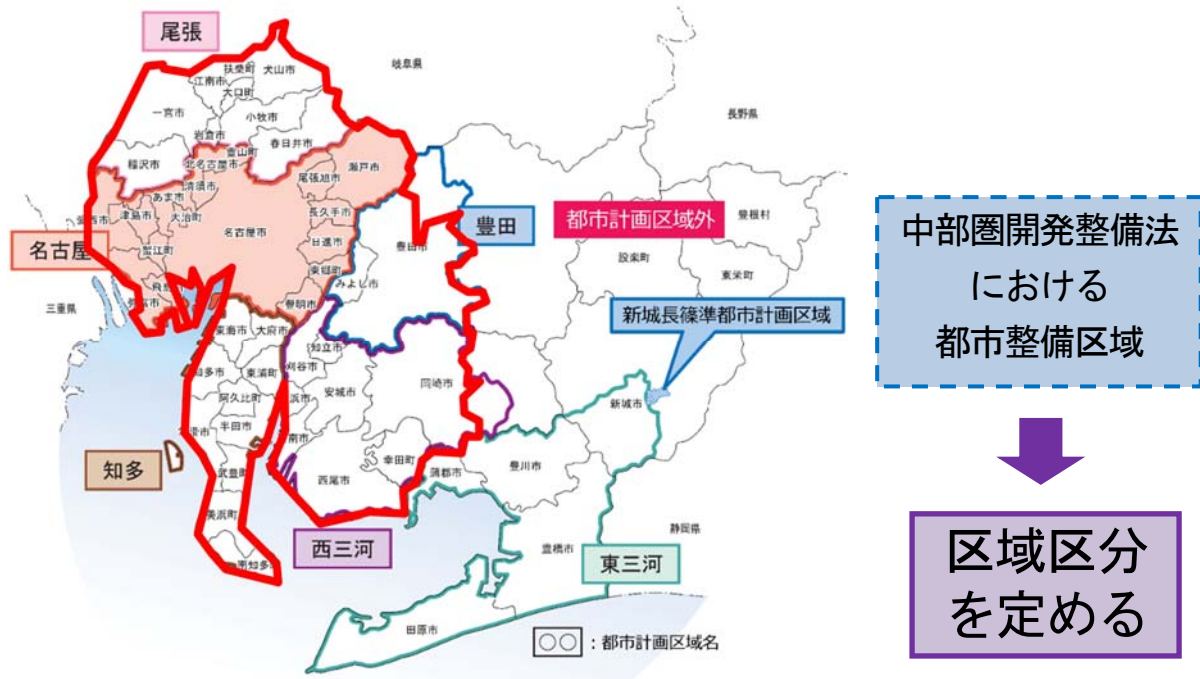 尾張
岐阜県
扶桑町
犬山市
江南市
大口町
長野県
一宮市
小牧市
岩倉市
春日井市
豊山町
稲沢市
北名古屋市
瀬戸市
清須市
尾張旭市
あま市
津島市
大治町
長久手市
名古屋市
名古屋
蟹江町
日進市
東郷町
豊明市
三重県
豊田
豊田市
みよし市
都市計画区域外
豊根村
設楽町
東栄町
新城長篠準都市計画区域
東海市
大府市
知立市
刈谷市
知多市
東浦町
安城市
岡崎市
阿久比町
半田市
新城市
武豊町
西尾市
幸田町
蒲郡市
豊川市
知多
美浜町
南知多
西三河
静岡県
豊橋市
東三河
田原市
○○:都市計画区域名
中部圏開発整備法
における
都市整備区域
区域区分
を定める